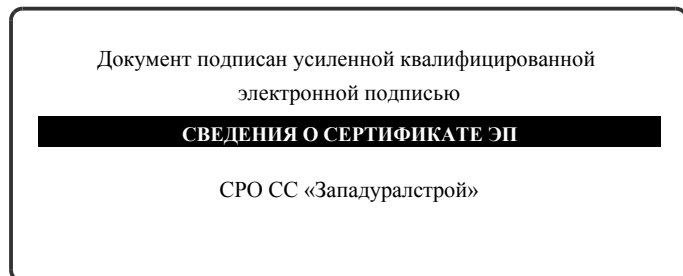 Документ подписан усиленной квалифицированной
электронной подписью
СВЕДЕНИЯ О СЕРТИФИКАТЕ ЭП
СРО СС «Западуралстрой»